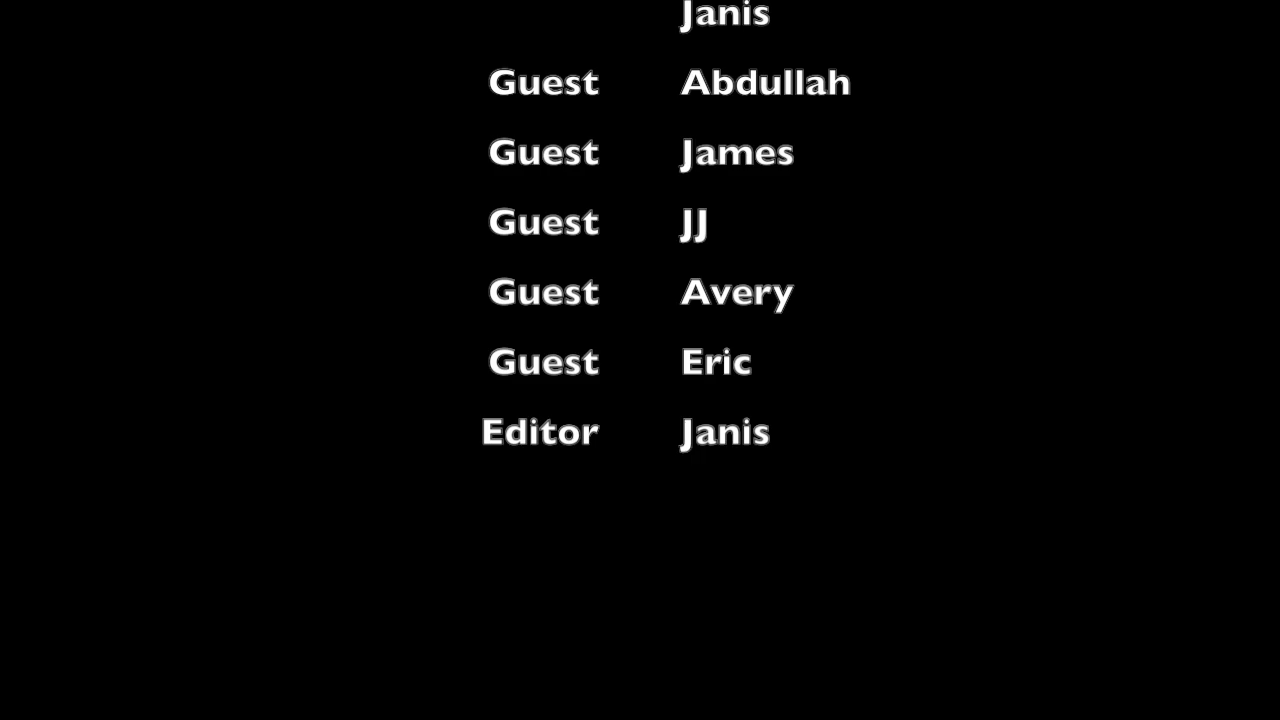 Janis
Guest Abdullah
Guest James
Guest JJ
Guest Avery
Guest Eric
Editor Janis